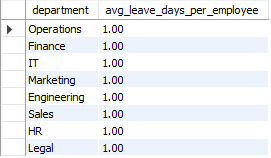 department avg_leave_days_per_employee
Operations 1.00
Finance 1.00
IT 1.00
Marketing 1.00
Engineering 1.00
Sales 1.00
HR 1.00
Legal 1.00